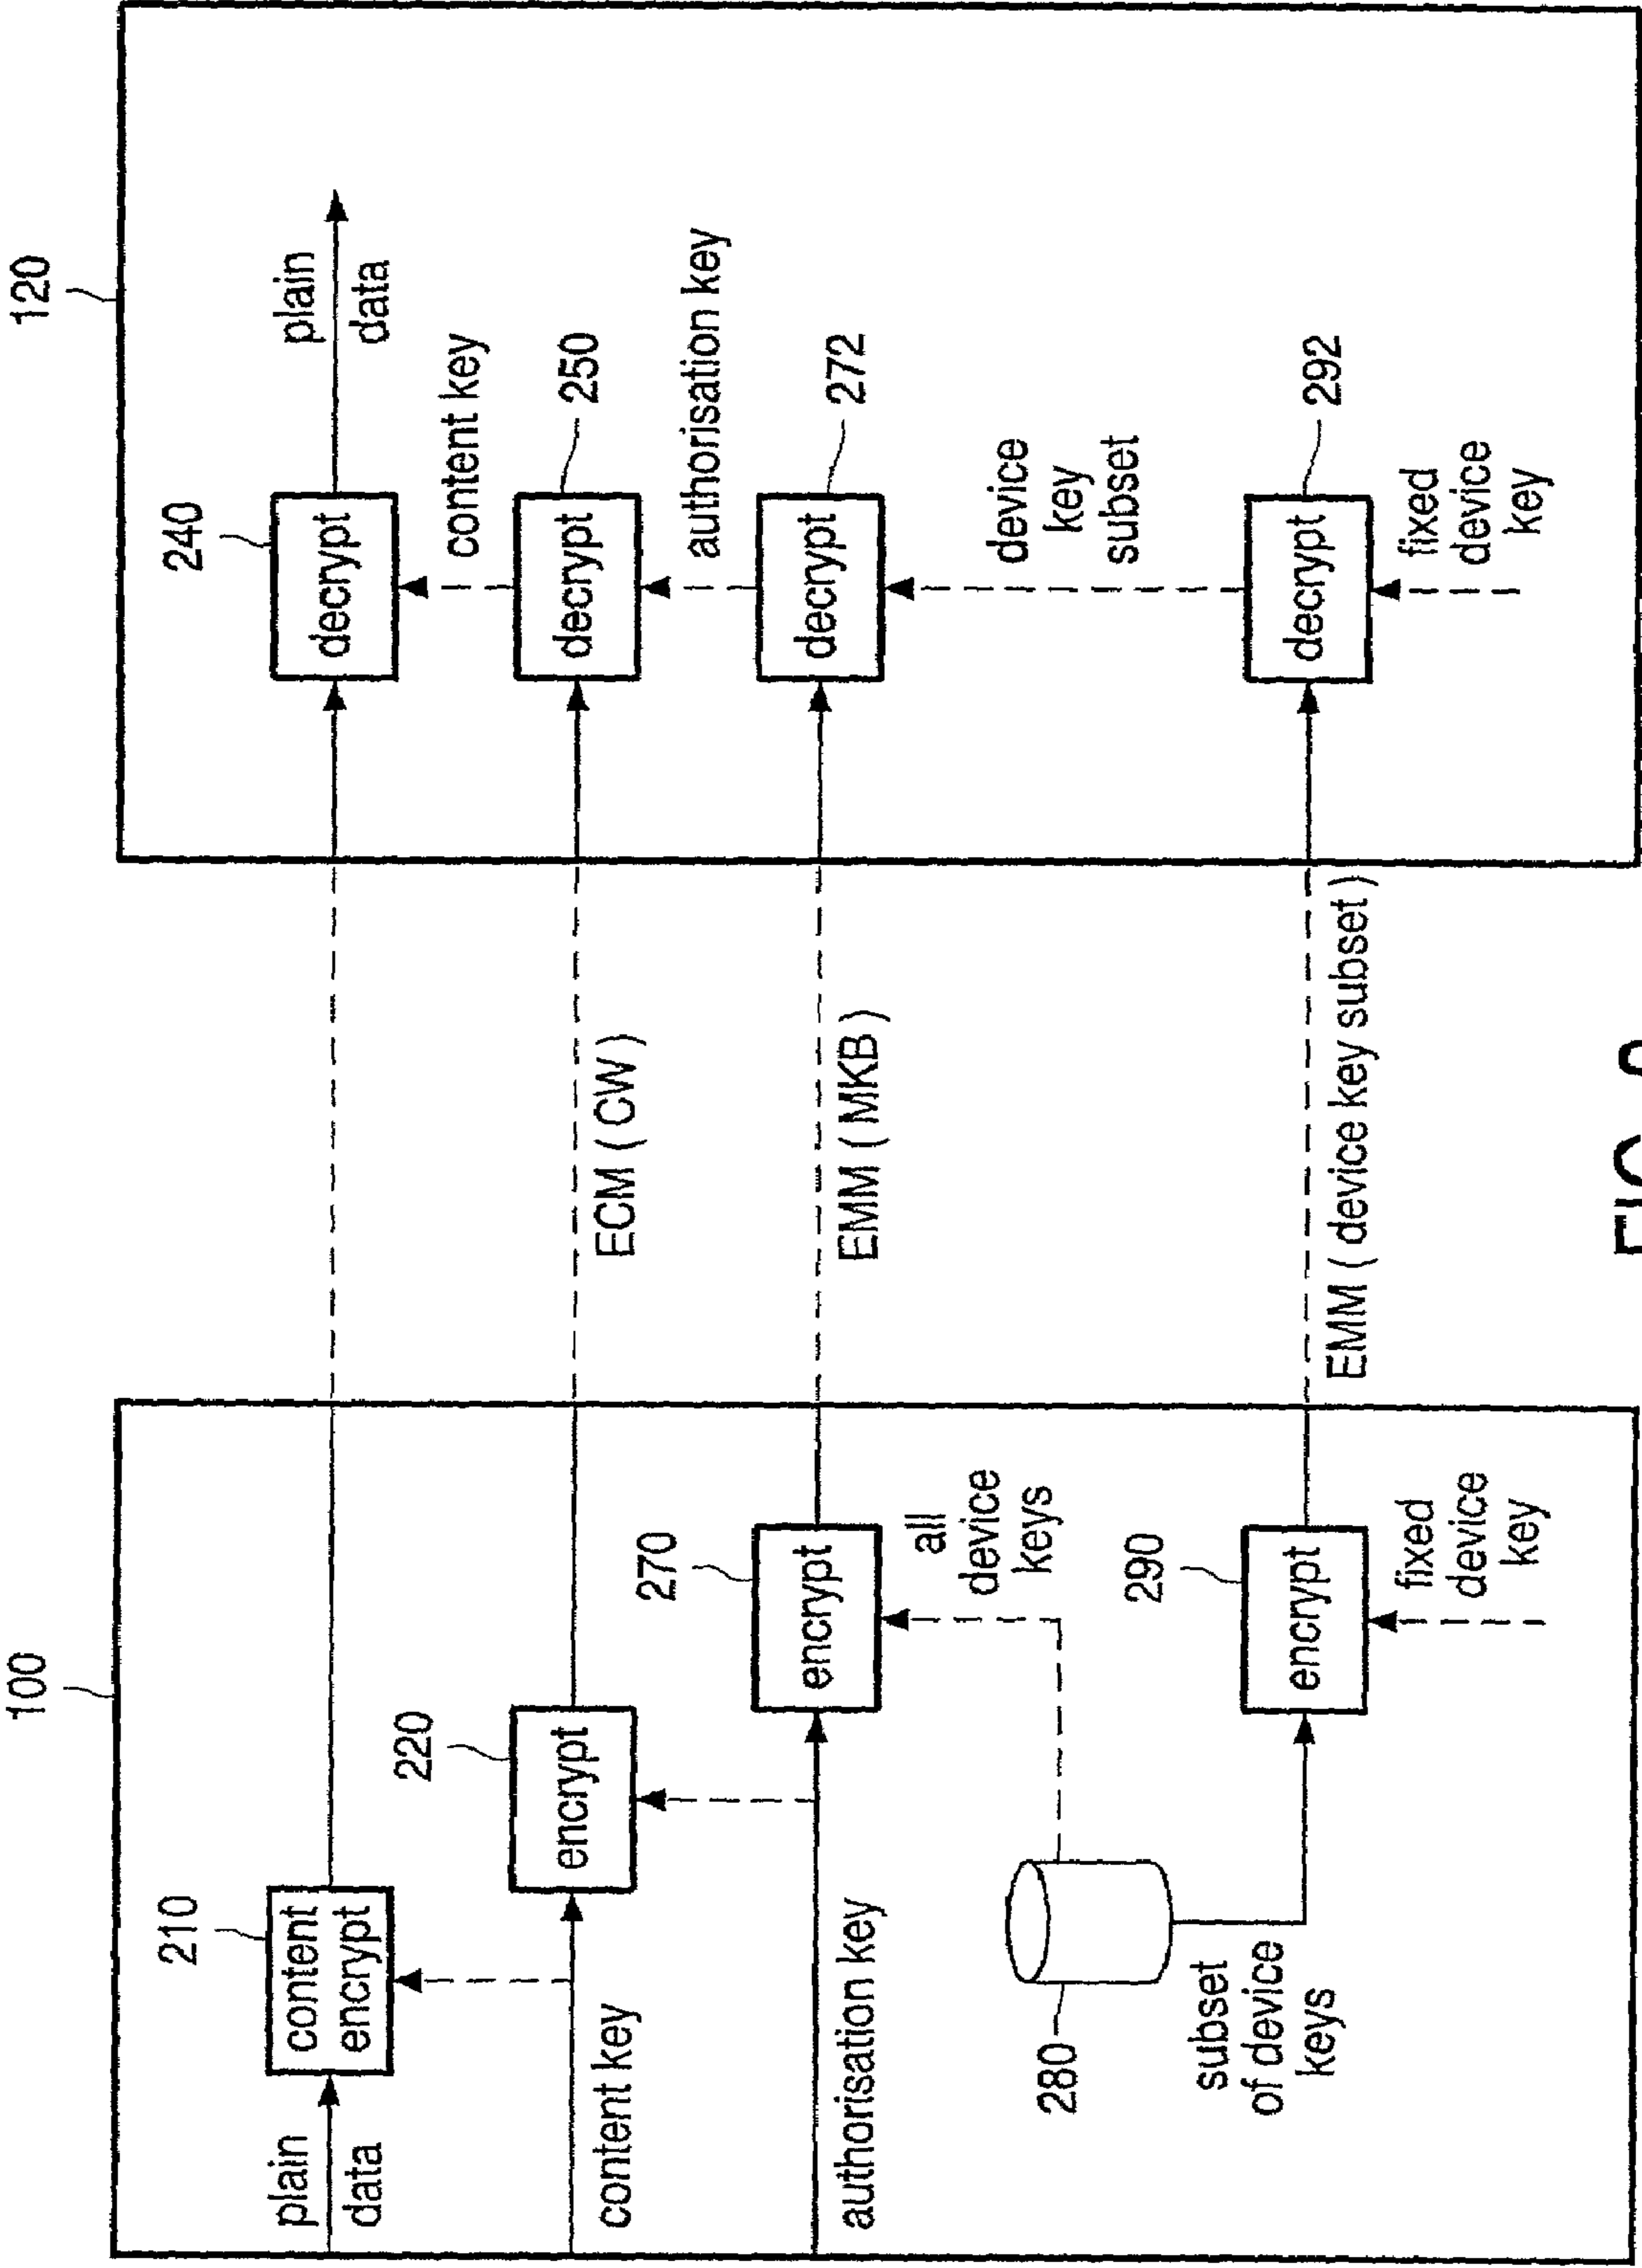 100
120
plain
data
210
content
encrypt
240
decrypt
plain
data
content key
220
encrypt
ECM ( CW )
content key
250
decrypt
authorisation key
270
encrypt
EMM ( MKB )
authorisation key
272
decrypt
280
all
device
keys
device
key
subset
subset
of device
keys
290
encrypt
EMM ( device key subset )
292
decrypt
fixed
device
key
fixed
device
key